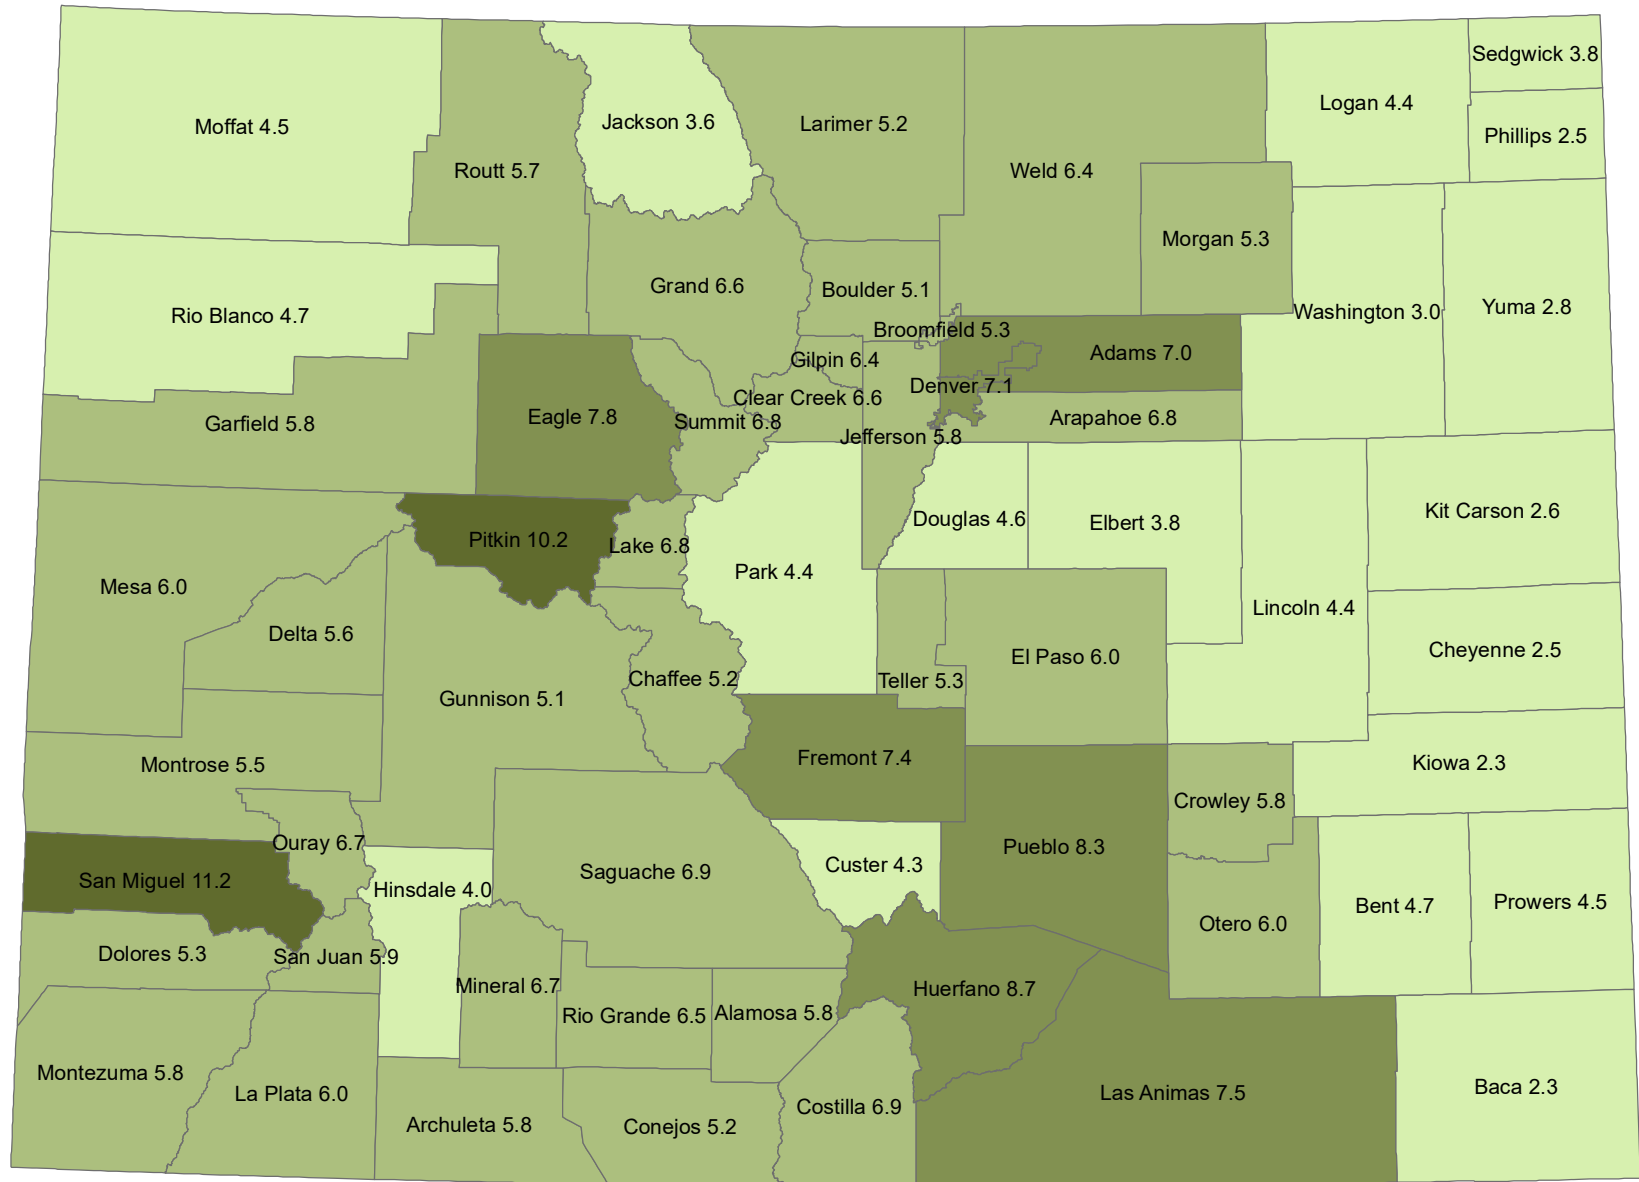 Sedgwick 3.8
Logan 4.4
Jackson 3.6
Larimer 5.2
Moffat 4.5
Phillips 2.5
Routt 5.7
Weld 6.4
Morgan 5.3
Grand 6.6
Boulder 5.1
Yuma 2.8
Washington 3.0
Rio Blanco 4.7
Broomfield 5.3
Adams 7.0
Gilpin 6.4
Denver 7.1
Clear Creek 6.6
Eagle 7.8
Arapahoe 6.8
Summit 6.8
Garfield 5.8
Jefferson 5.8
Kit Carson 2.6
Douglas 4.6
Elbert 3.8
Pitkin 10.2
Lake 6.8
Park 4.4
Mesa 6.0
Lincoln 4.4
Delta 5.6
Cheyenne 2.5
El Paso 6.0
Chaffee 5.2
Teller 5.3
Gunnison 5.1
Fremont 7.4
Kiowa 2.3
Montrose 5.5
Crowley 5.8
Ouray 6.7
Pueblo 8.3
Custer 4.3
Saguache 6.9
San Miguel 11.2
Hinsdale 4.0
Prowers 4.5
Bent 4.7
Otero 6.0
Dolores 5.3
San Juan 5.9
Mineral 6.7
Huerfano 8.7
Alamosa 5.8
Rio Grande 6.5
Montezuma 5.8
Baca 2.3
La Plata 6.0
Las Animas 7.5
Costilla 6.9
Archuleta 5.8
Conejos 5.2